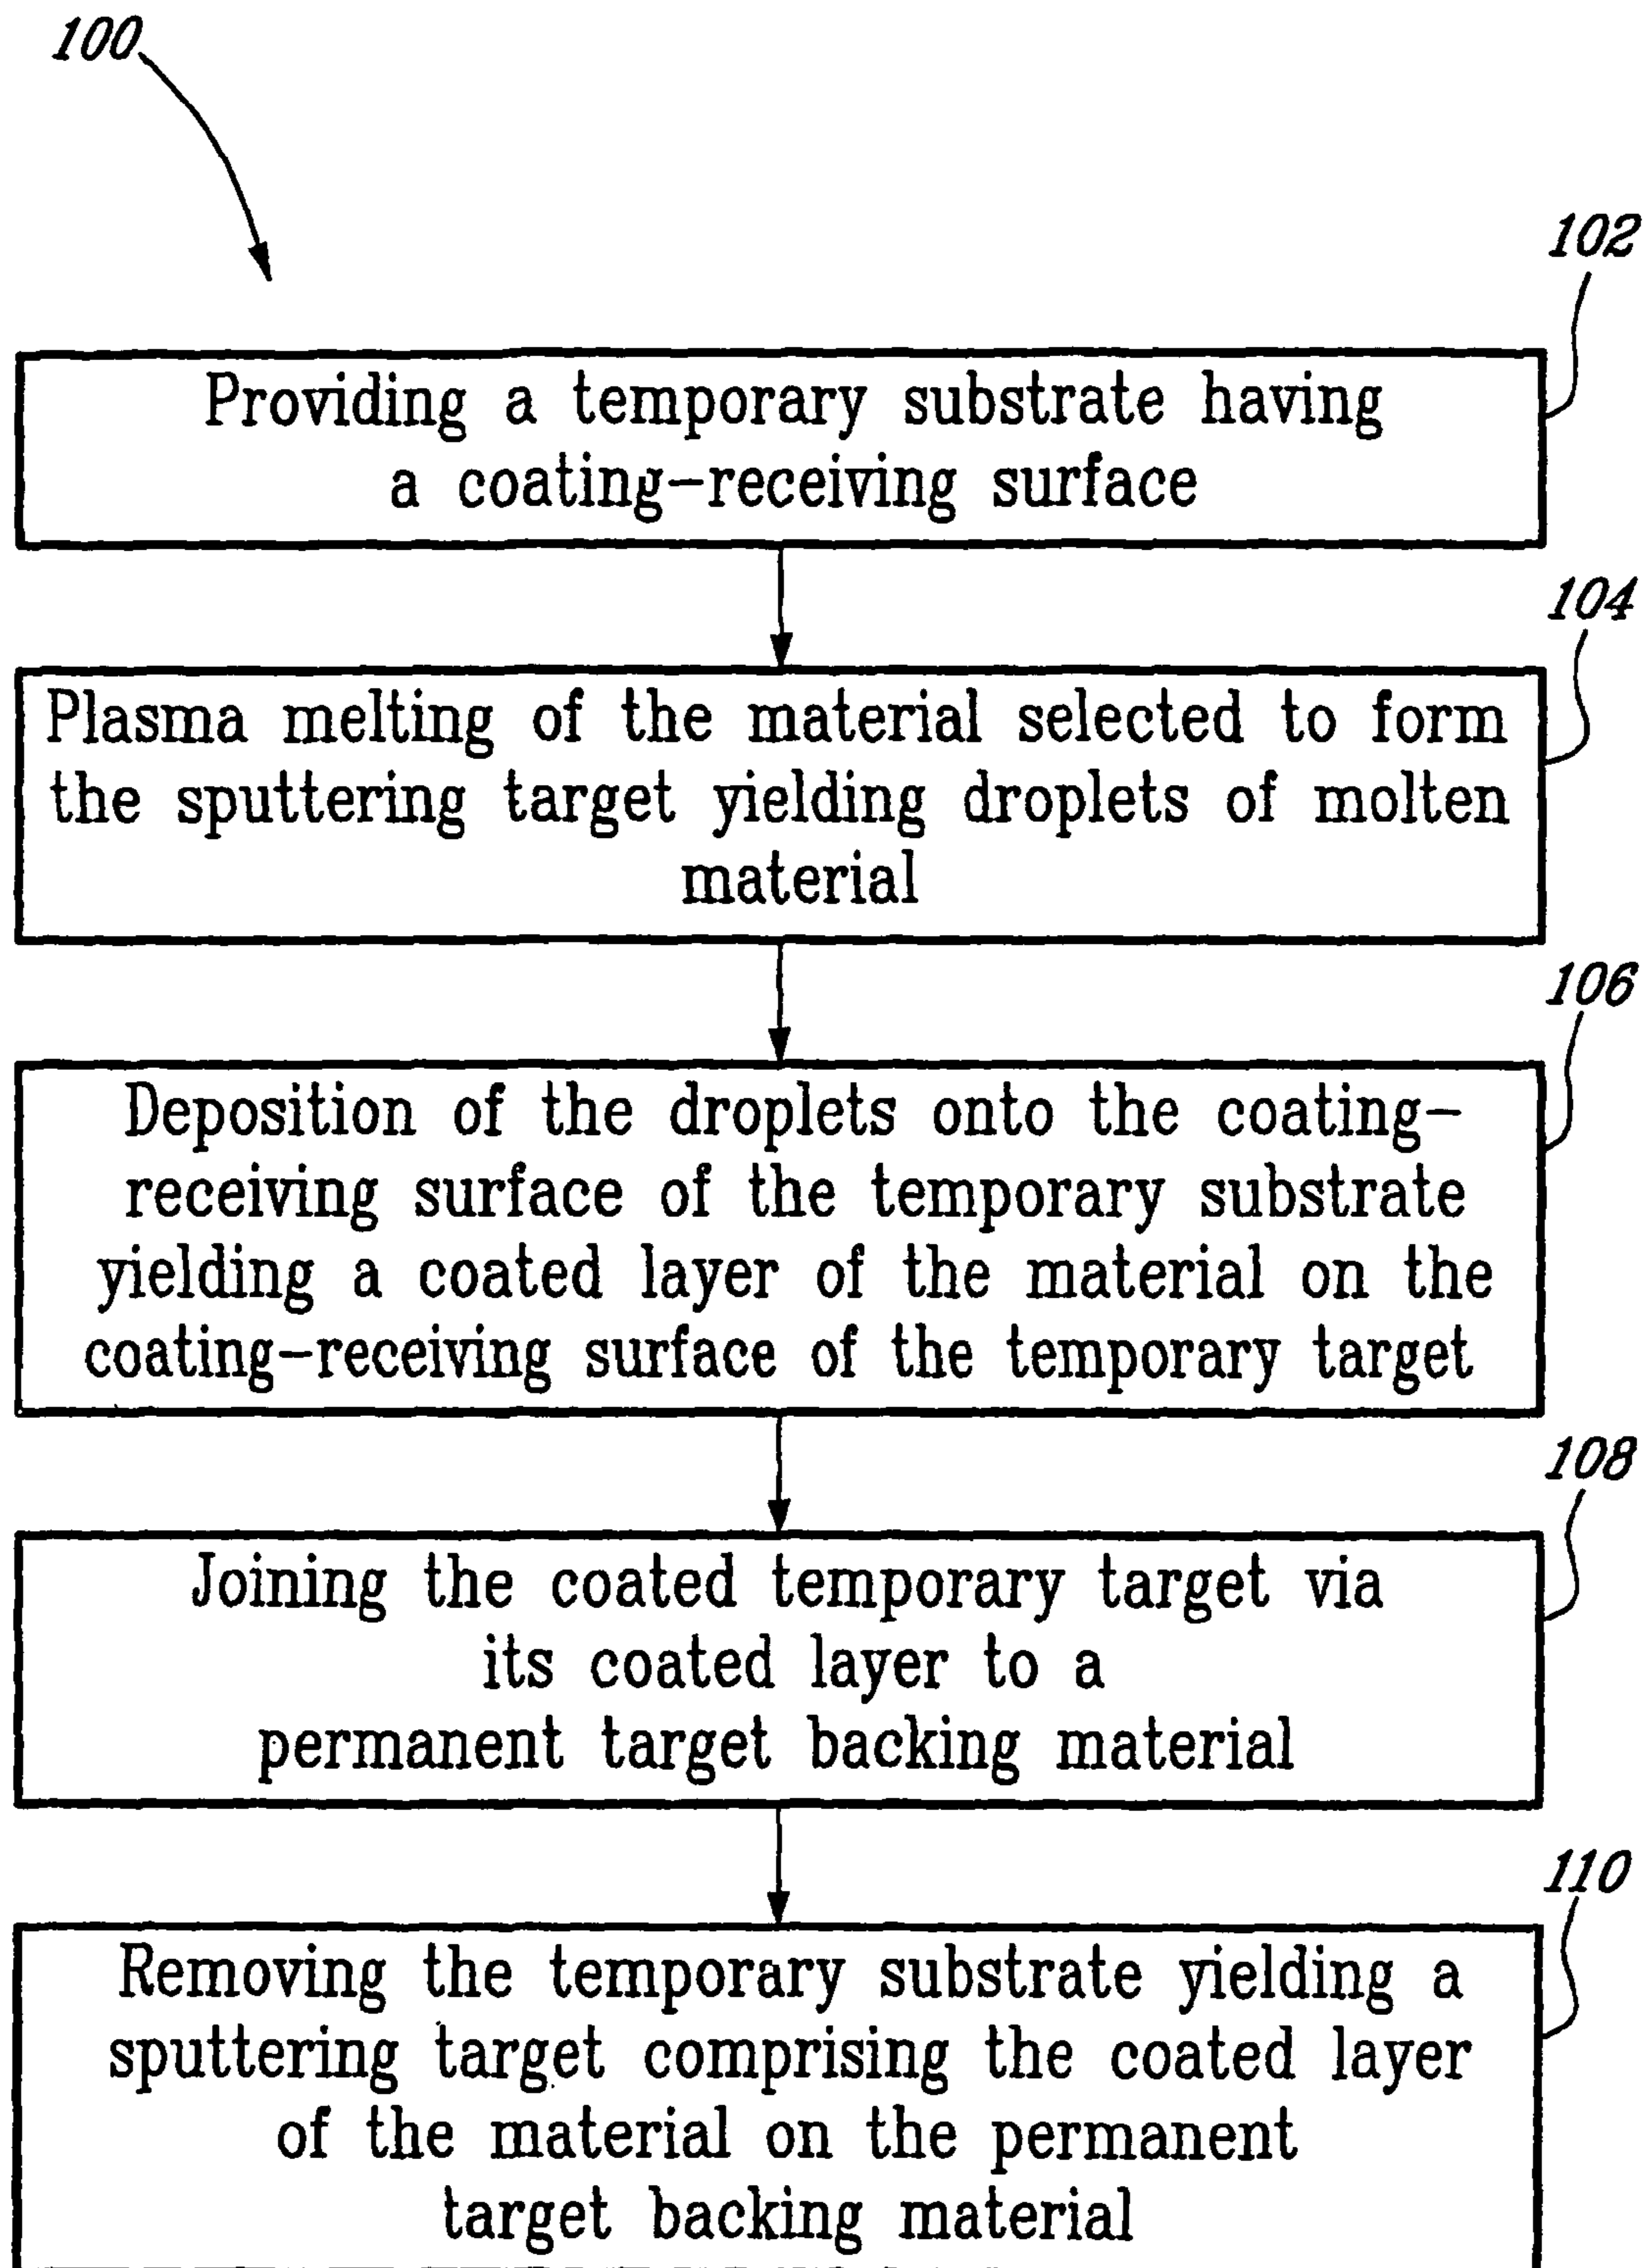 100
102
Providing a temporary substrate having
a coating-receiving surface
104
Plasma melting of the material selected to form
the sputtering target yielding droplets of molten
material
106
Deposition of the droplets onto the coating-
receiving surface of the temporary substrate
yielding a coated layer of the material on the
coating-receiving surface of the temporary target
108
Joining the coated temporary target via
its coated layer to a
permanent target backing material
110
Removing the temporary substrate yielding a
sputtering target comprising the coated layer
of the material on the permanent
target backing material